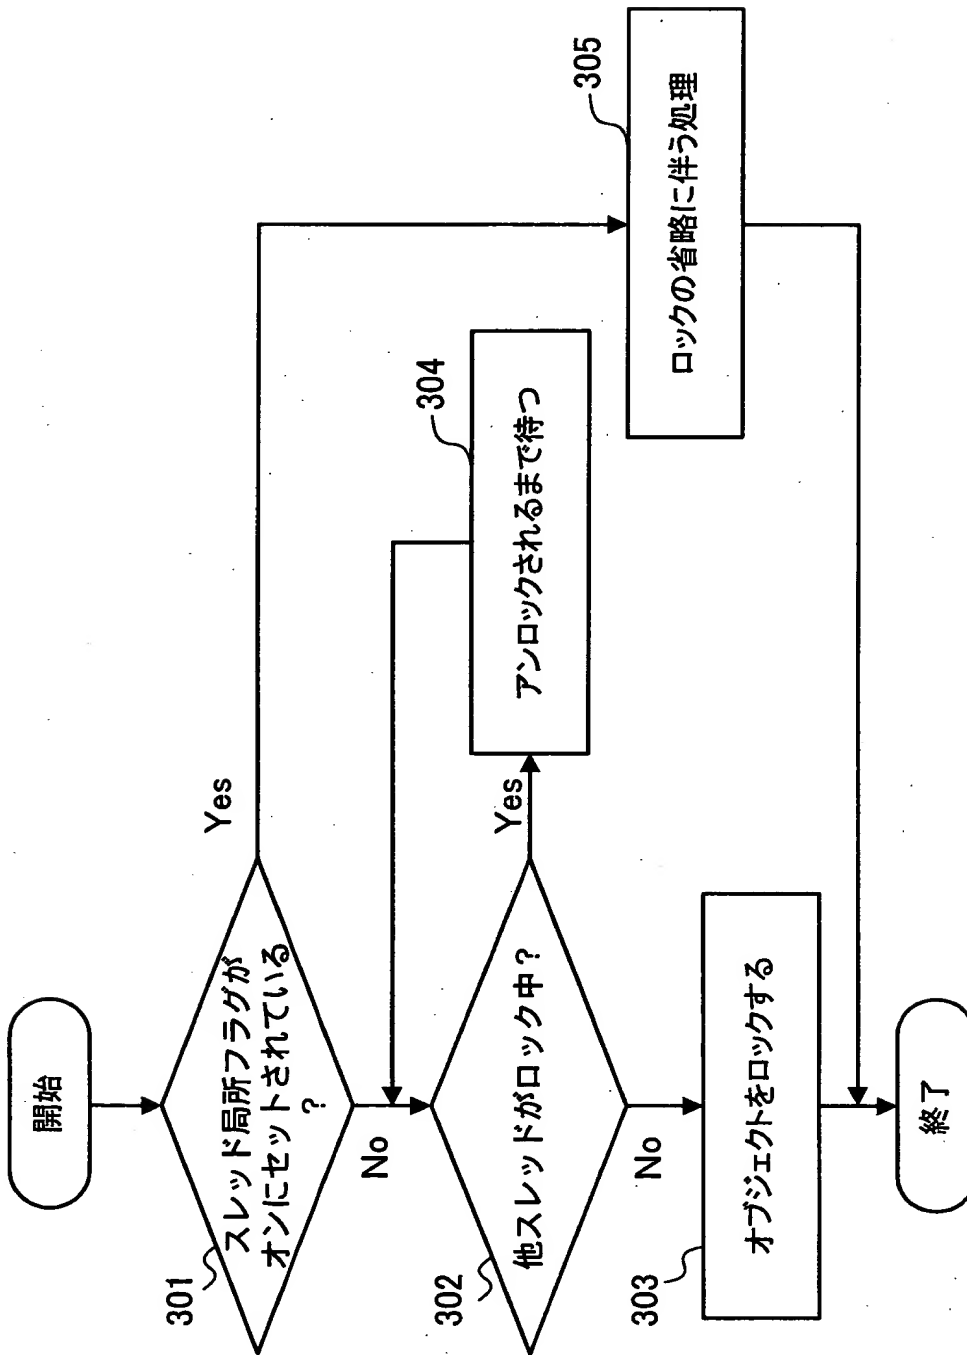 開始
301
スレッド局所フラグが
オンにセットされている
？
Yes
No
302
他スレッドがロック中？
Yes
No
304
アンロックされるまで待つ
303
オブジェクトをロックする
305
ロックの省略に伴う処理
終了